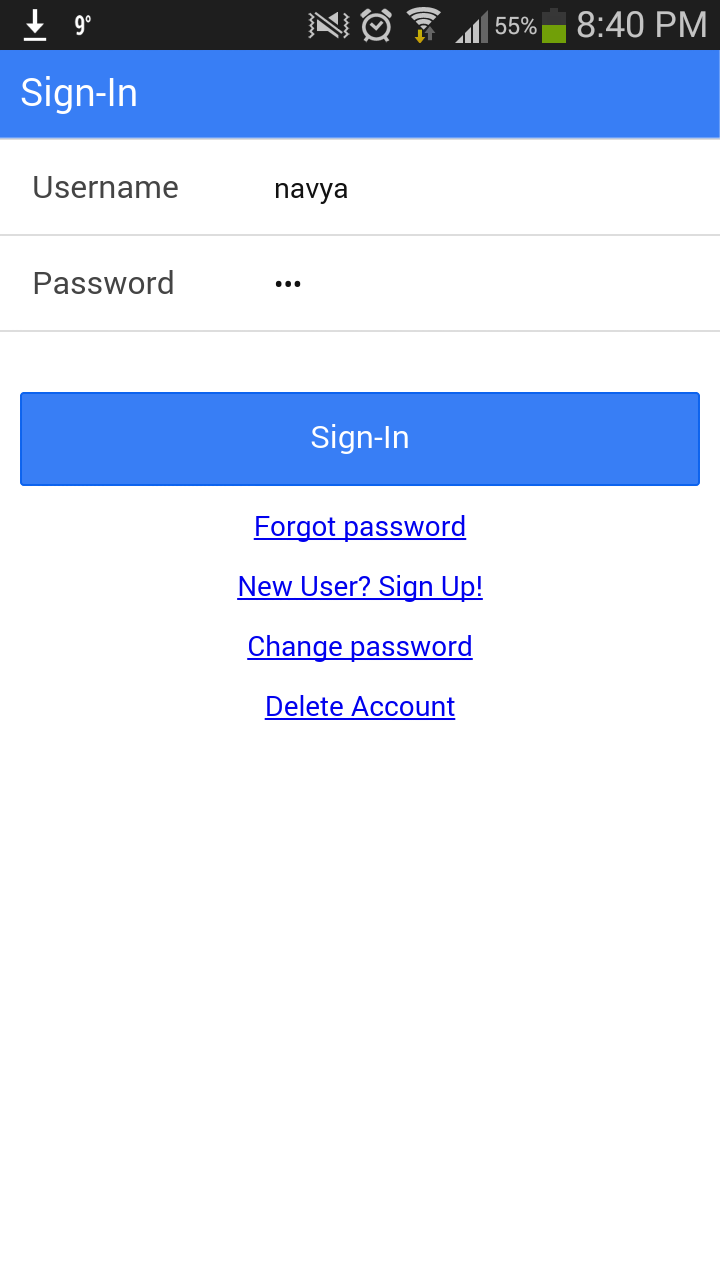 9° 55% 8:40 PM
Sign-In
Username navya
Password •••
Sign-In
Forgot password
New User? Sign Up!
Change password
Delete Account